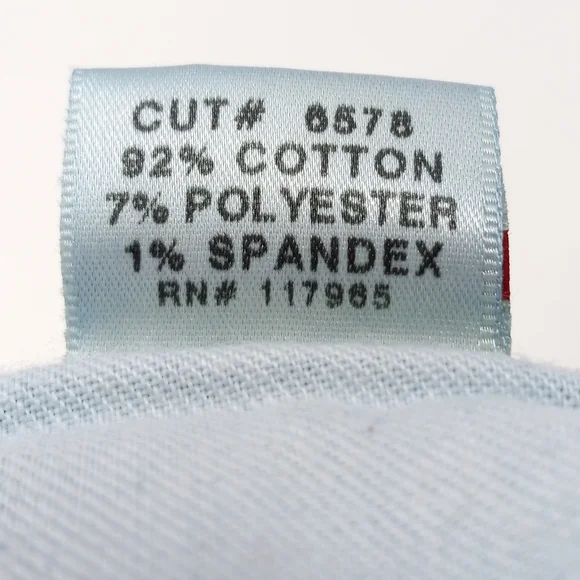 CUT# 6578
92% COTTON
7% POLYESTER
1% SPANDEX
RN# 117965